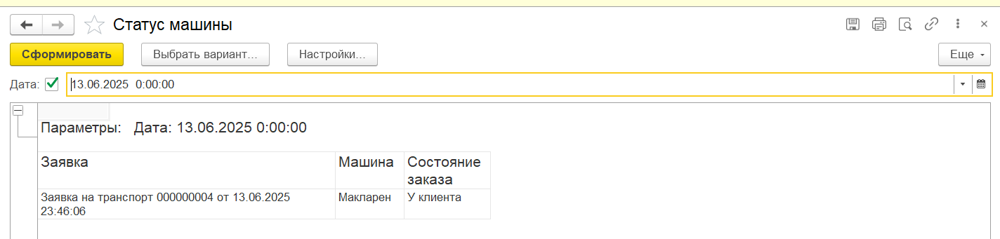 Статус машины
Сформировать Выбрать вариант... Настройки... Еще
Дата: 13.06.2025 0:00:00
Параметры: Дата: 13.06.2025 0:00:00
Заявка Машина Состояние
заказа
Заявка на транспорт 000000004 от 13.06.2025 Макларен У клиента
23:46:06